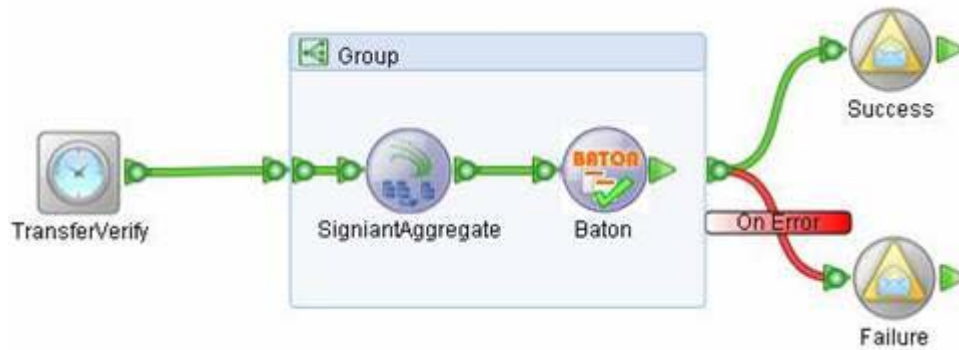 Group
Success
TransferVerify
SigniantAggregate
BATON
Baton
On Error
Failure